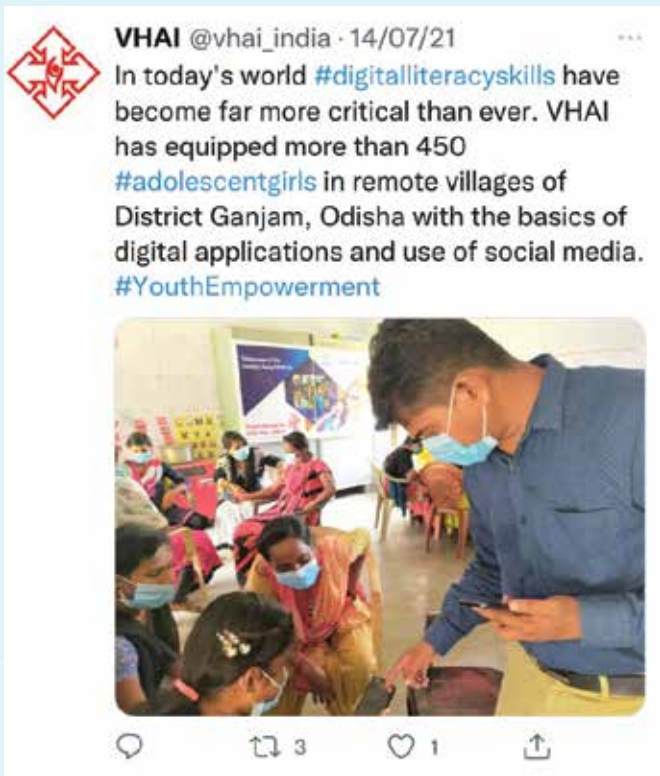 VHAI @vhai_india · 14/07/21
In today's world #digitalliteracyskills have
become far more critical than ever. VHAI
has equipped more than 450
#adolescentgirls in remote villages of
District Ganjam, Odisha with the basics of
digital applications and use of social media.
#YouthEmpowerment
3
1